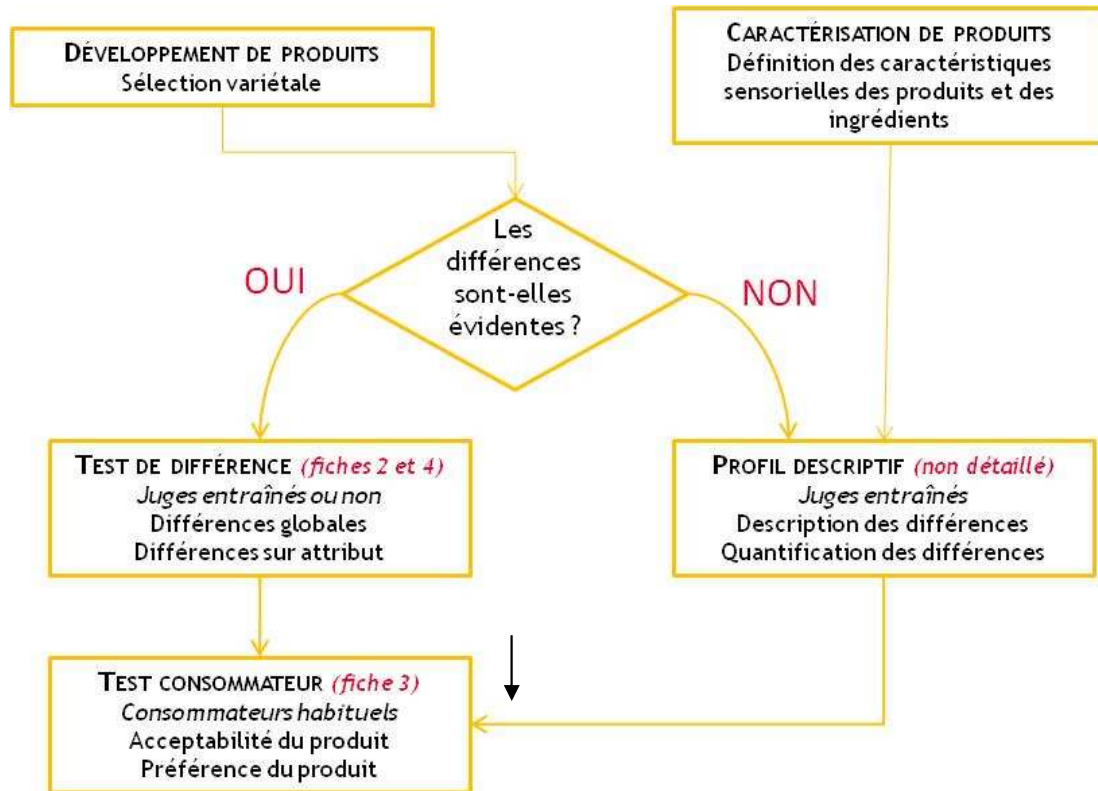 DÉVELOPPEMENT DE PRODUITS
Sélection variétale
CARACTÉRISATION DE PRODUITS
Définition des caractéristiques
sensorielles des produits et des
ingrédients
Les
différences
sont-elles
évidentes ?
OUI
NON
TEST DE DIFFÉRENCE (fiches 2 et 4)
Juges entraînés ou non
Différences globales
Différences sur attribut
PROFIL DESCRIPTIF (non détaillé)
Juges entraînés
Description des différences
Quantification des différences
TEST CONSOMMATEUR (fiche 3)
Consommateurs habituels
Acceptabilité du produit
Préférence du produit